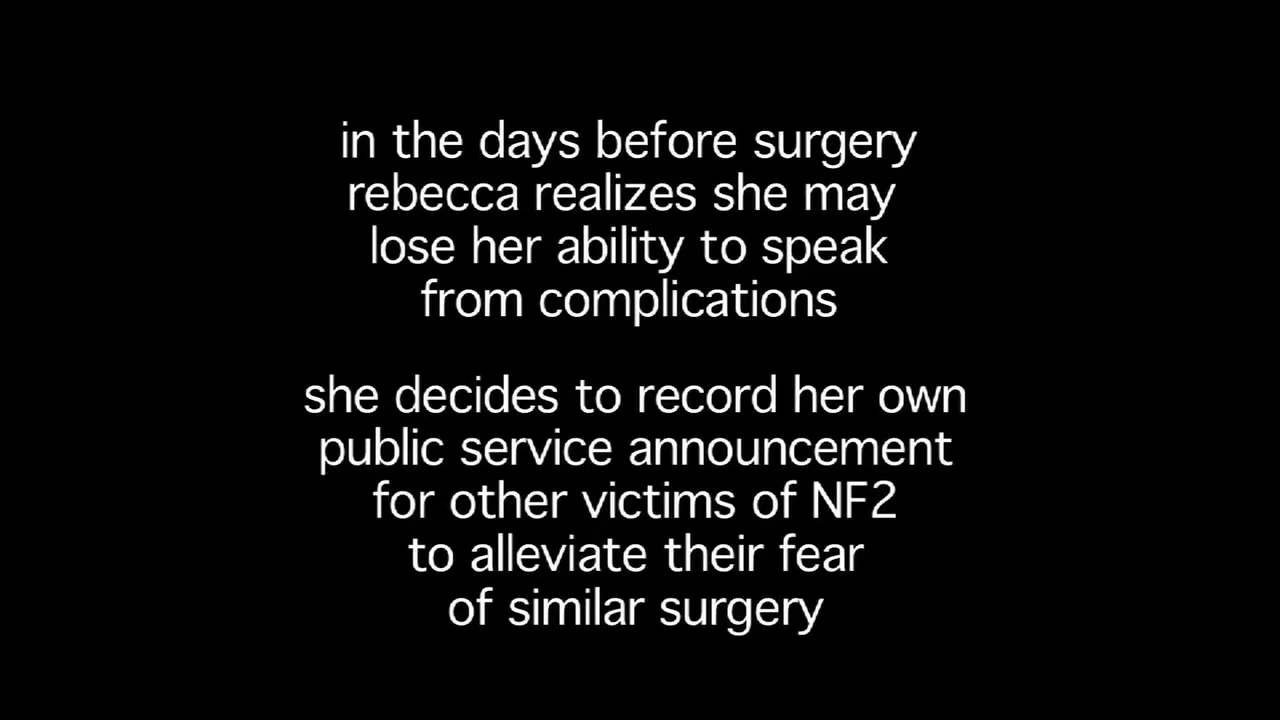 in the days before surgery
rebecca realizes she may
lose her ability to speak
from complications
she decides to record her own
public service announcement
for other victims of NF2
to alleviate their fear
of similar surgery